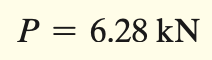 P = 6.28 kN